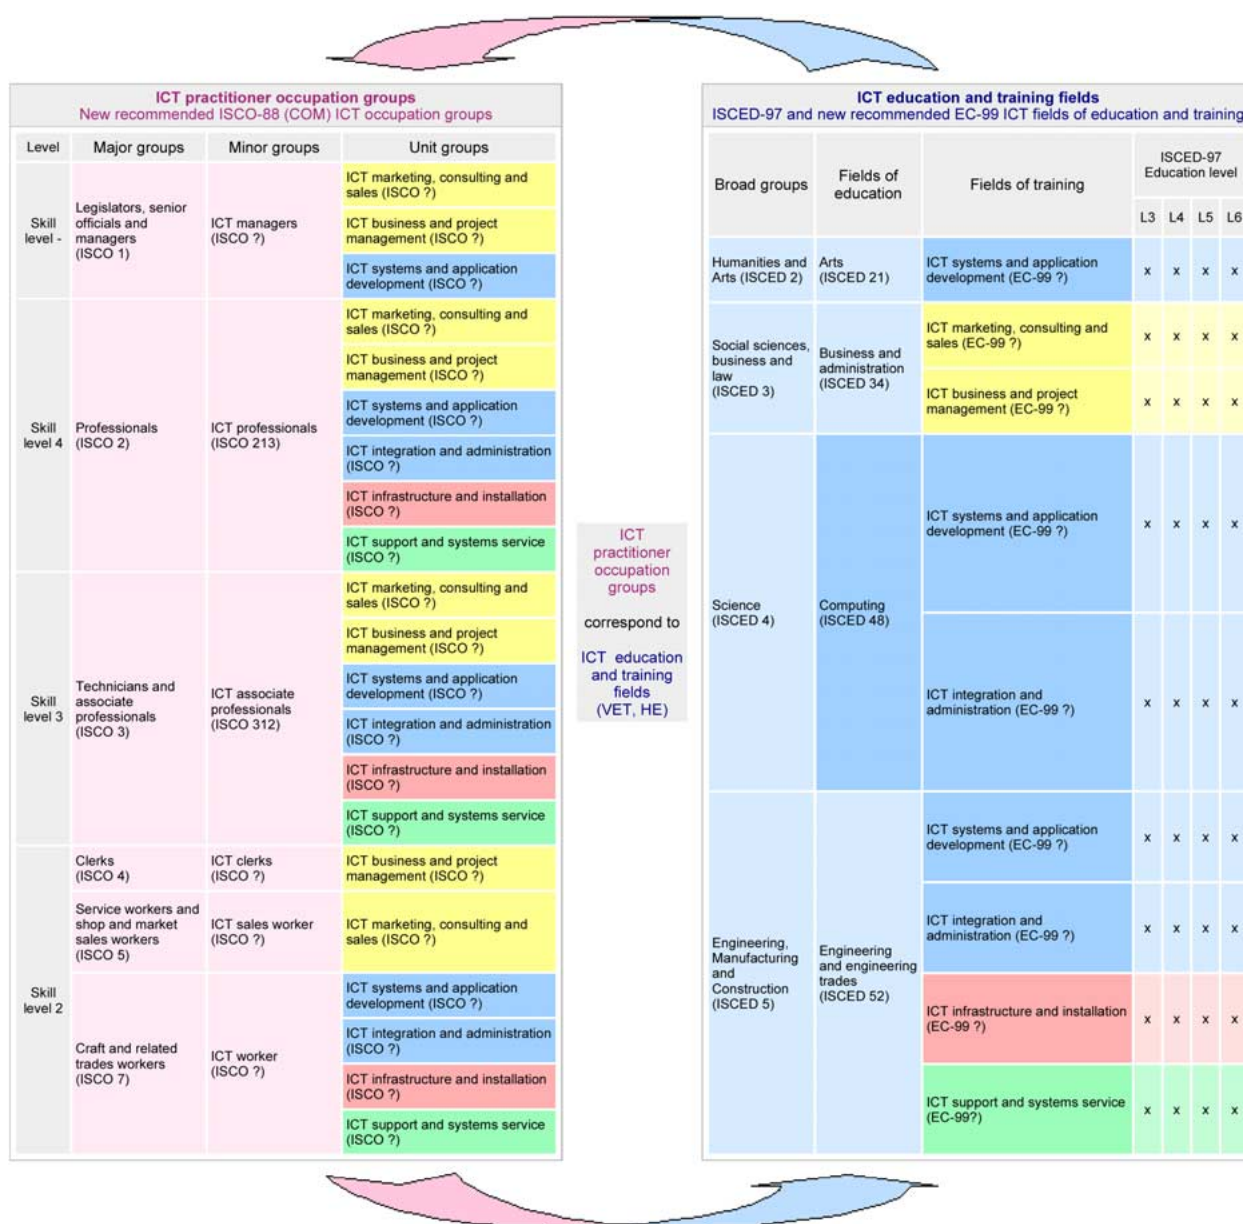 ICT practitioner occupation groups
New recommended ISCO-88 (COM) ICT occupation groups
Level
Major groups
Minor groups
Unit groups
Skill
level -
Legislators, senior
officials and
managers
(ISCO 1)
ICT managers
(ISCO ?)
ICT marketing, consulting and
sales (ISCO ?)
ICT business and project
management (ISCO ?)
ICT systems and application
development (ISCO ?)
Skill
level 4
Professionals
(ISCO 2)
ICT professionals
(ISCO 213)
ICT marketing, consulting and
sales (ISCO ?)
ICT business and project
management (ISCO ?)
ICT systems and application
development (ISCO ?)
ICT integration and administration
(ISCO ?)
ICT infrastructure and installation
(ISCO ?)
ICT support and systems service
(ISCO ?)
Skill
level 3
Technicians and
associate
professionals
(ISCO 3)
ICT associate
professionals
(ISCO 312)
ICT marketing, consulting and
sales (ISCO ?)
ICT business and project
management (ISCO ?)
ICT systems and application
development (ISCO ?)
ICT integration and administration
(ISCO ?)
ICT infrastructure and installation
(ISCO ?)
ICT support and systems service
(ISCO ?)
Skill
level 2
Clerks
(ISCO 4)
ICT clerks
(ISCO ?)
ICT business and project
management (ISCO ?)
Service workers and
shop and market
sales workers
(ISCO 5)
ICT sales worker
(ISCO ?)
ICT marketing, consulting and
sales (ISCO ?)
Craft and related
trades workers
(ISCO 7)
ICT worker
(ISCO ?)
ICT systems and application
development (ISCO ?)
ICT integration and administration
(ISCO ?)
ICT infrastructure and installation
(ISCO ?)
ICT support and systems service
(ISCO ?)
ICT
practitioner
occupation
groups
correspond to
ICT education
and training
fields
(VET, HE)
ICT education and training fields
ISCED-97 and new recommended EC-99 ICT fields of education and training
Broad groups
Fields of
education
Fields of training
ISCED-97
Education level
L3 L4 L5 L6
Humanities and
Arts (ISCED 2)
Arts
(ISCED 21)
ICT systems and application
development (EC-99 ?)
x x x x
Social sciences,
business and
law
(ISCED 3)
Business and
administration
(ISCED 34)
ICT marketing, consulting and
sales (EC-99 ?)
x x x x
ICT business and project
management (EC-99 ?)
x x x x
Science
(ISCED 4)
Computing
(ISCED 48)
ICT systems and application
development (EC-99 ?)
x x x x
ICT integration and
administration (EC-99 ?)
x x x x
Engineering,
Manufacturing
and
Construction
(ISCED 5)
Engineering
and engineering
trades
(ISCED 52)
ICT systems and application
development (EC-99 ?)
x x x x
ICT integration and
administration (EC-99 ?)
x x x x
ICT infrastructure and installation
(EC-99 ?)
x x x x
ICT support and systems service
(EC-99?)
x x x x